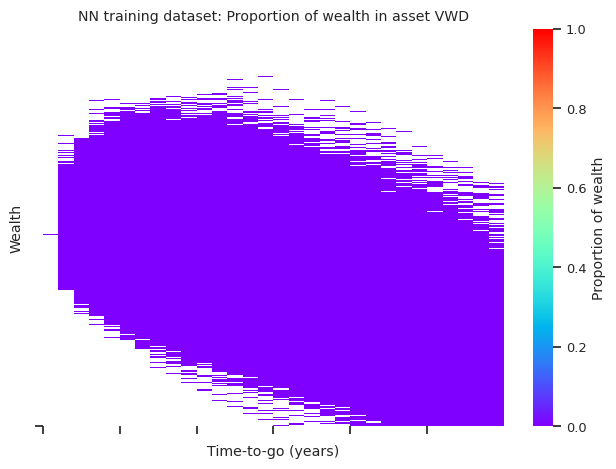 NN training dataset: Proportion of wealth in asset VWD
Wealth
Time-to-go (years)
1.0
0.8
0.6
0.4
0.2
0.0
Proportion of wealth